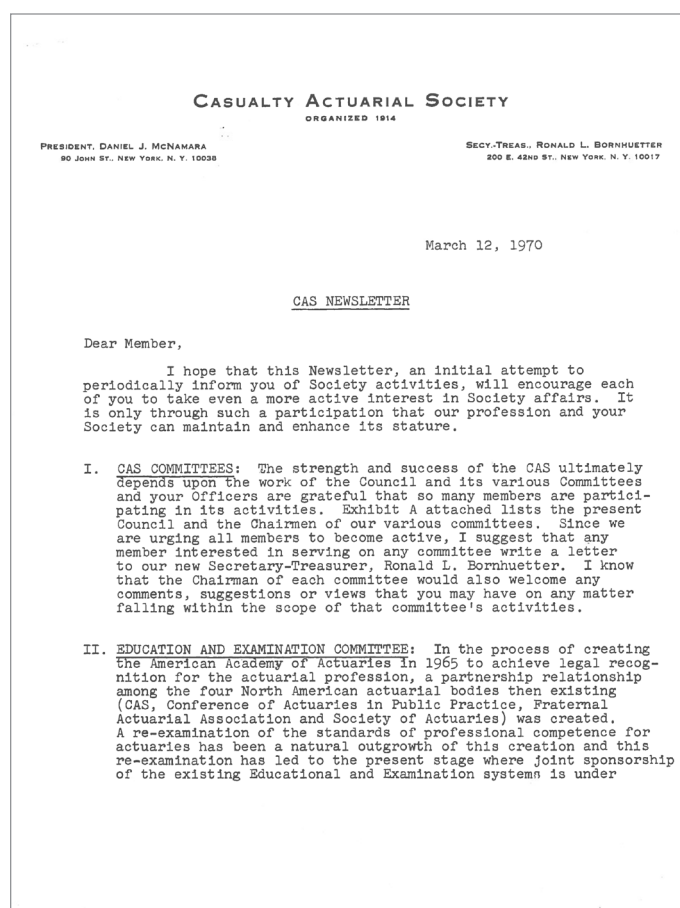 CASUALTY ACTUARIAL SOCIETY
ORGANIZED 1914
PRESIDENT, DANIEL J. MCNAMARA
90 JOHN ST., NEW YORK, N. Y. 10038
SECY.-TREAS., RONALD L. BORNHUETTER
200 E. 42ND ST., NEW YORK, N. Y. 10017
March 12, 1970
CAS NEWSLETTER
Dear Member,
I hope that this Newsletter, an initial attempt to
periodically inform you of Society activities, will encourage each
of you to take even a more active interest in Society affairs. It
is only through such a participation that our profession and your
Society can maintain and enhance its stature.
I. CAS COMMITTEES: The strength and success of the CAS ultimately
depends upon the work of the Council and its various Committees
and your Officers are grateful that so many members are partici-
pating in its activities. Exhibit A attached lists the present
Council and the Chairmen of our various committees. Since we
are urging all members to become active, I suggest that any
member interested in serving on any committee write a letter
to our new Secretary-Treasurer, Ronald L. Bornhuetter. I know
that the Chairman of each committee would also welcome any
comments, suggestions or views that you may have on any matter
falling within the scope of that committee's activities.
II. EDUCATION AND EXAMINATION COMMITTEE: In the process of creating
the American Academy of Actuaries in 1965 to achieve legal recog-
nition for the actuarial profession, a partnership relationship
among the four North American actuarial bodies then existing
(CAS, Conference of Actuaries in Public Practice, Fraternal
Actuarial Association and Society of Actuaries) was created.
A re-examination of the standards of professional competence for
actuaries has been a natural outgrowth of this creation and this
re-examination has led to the present stage where joint sponsorship
of the existing Educational and Examination systems is under